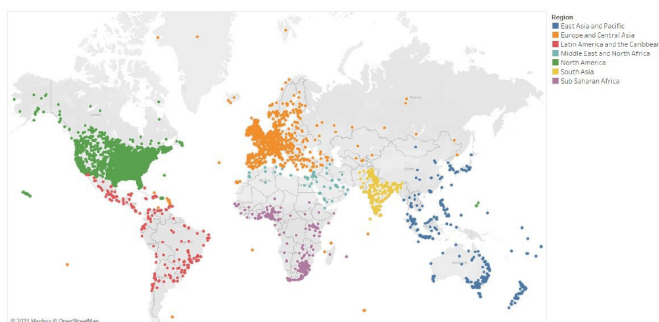 Region
East Asia and Pacific
Europe and Central Asia
Latin America and the Caribbean
Middle East and North Africa
North America
South Asia
Sub Saharan Africa
© 2021 Mapbox © OpenStreetMap